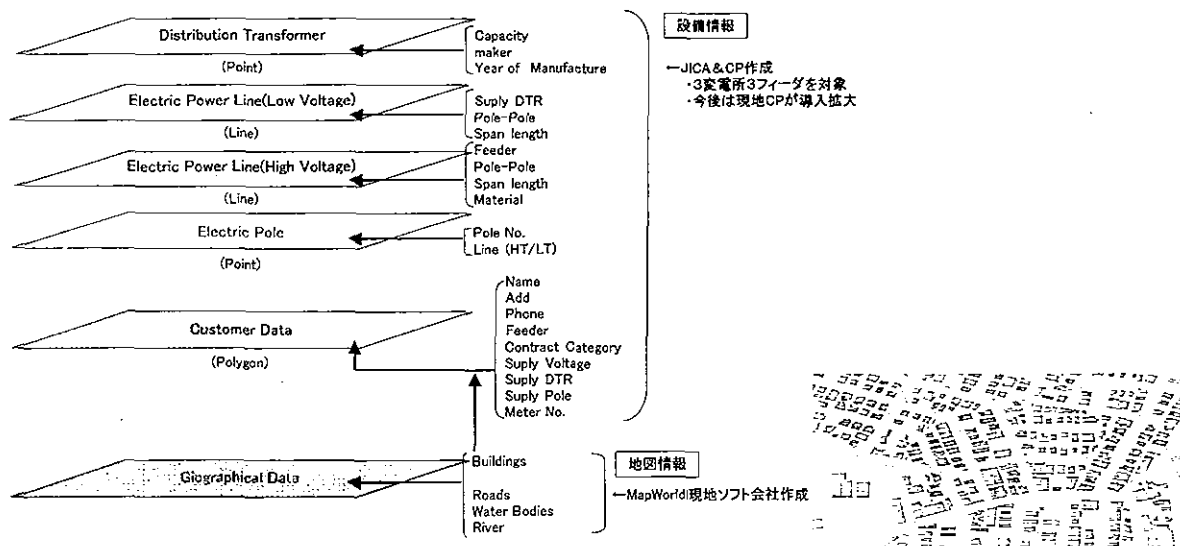 Distribution Transformer
(Point)
Capacity
maker
Year of Manufacture
設備情報
←JICA&CP作成
・3変電所3フィーダを対象
・今後は現地CPが導入拡大
Electric Power Line(Low Voltage)
(Line)
Suply DTR
Pole-Pole
Span length
Electric Power Line(High Voltage)
(Line)
Feeder
Pole-Pole
Span length
Material
Electric Pole
(Point)
Pole No.
Line (HT/LT)
Customer Data
(Polygon)
Name
Add
Phone
Feeder
Contract Category
Suply Voltage
Suply DTR
Suply Pole
Meter No.
Giographical Data
Buildings
Roads
Water Bodies
River
地図情報
←MapWorld現地ソフト会社作成